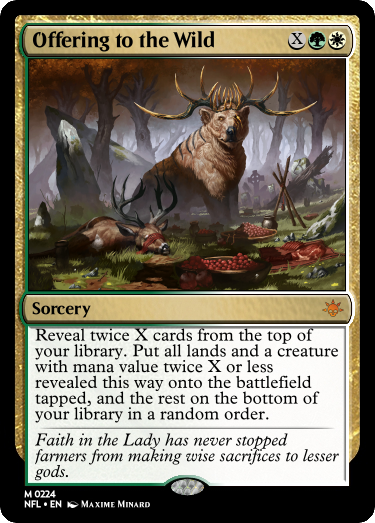 Offering to the Wild X
Sorcery
Reveal twice X cards from the top of
your library. Put all lands and a creature
with mana value twice X or less
revealed this way onto the battlefield
tapped, and the rest on the bottom of
your library in a random order.
Faith in the Lady has never stopped
farmers from making wise sacrifices to lesser
gods.
M 0224
NFL • EN Maxime Minard